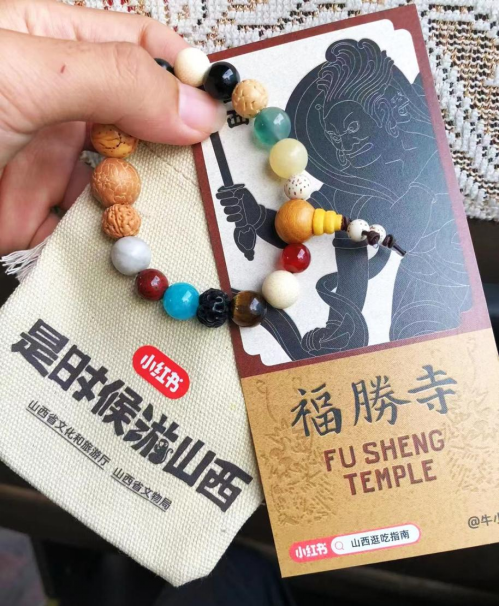 小红书
是时候游山西
山西省文化和旅游厅 山西省文物局
福勝寺
FU SHENG
TEMPLE
@牛小
小红书 山西逛吃指南